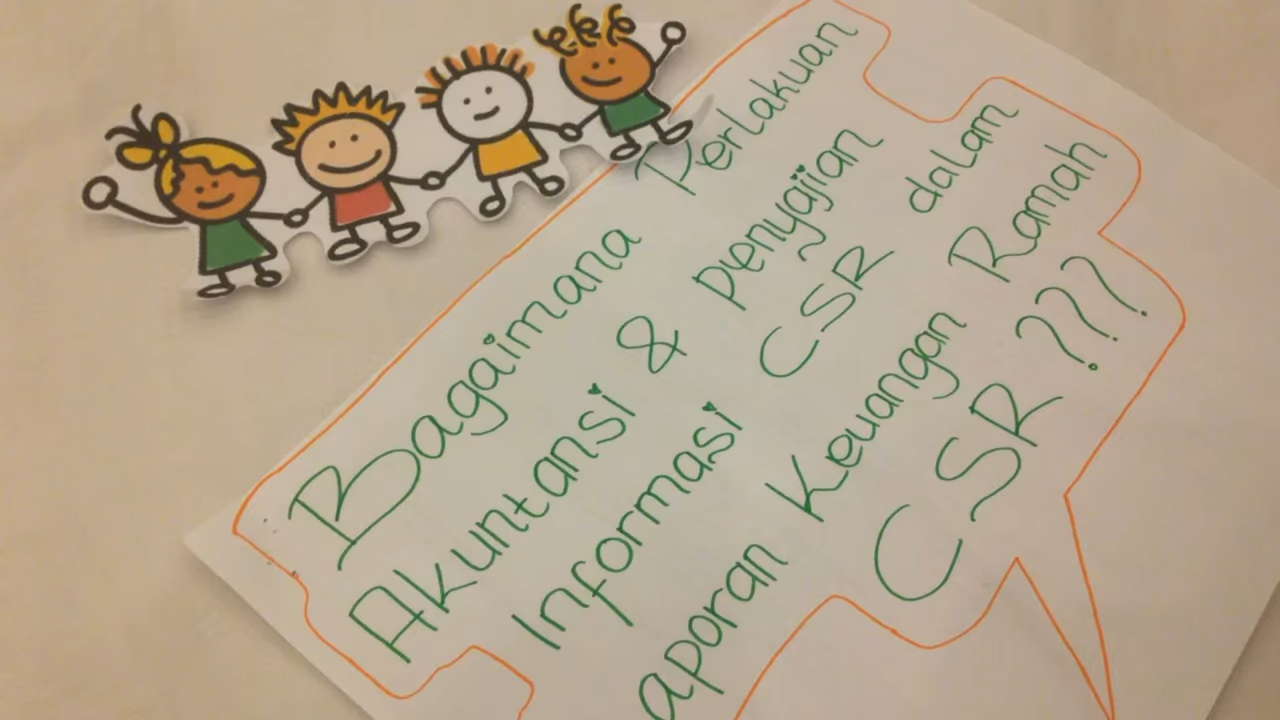 Bagaimana Perlakuan
Akuntansi & penyajian
Informasi CSR dalam
aporan Keuangan Ramah
CSR ???